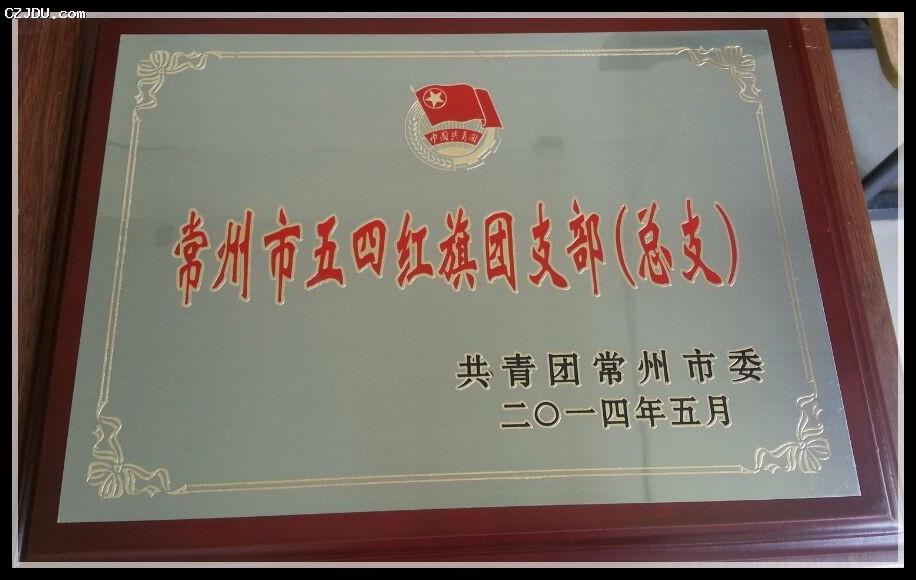 CZJDU.com
中国共青团
常州市五四红旗团支部(总支)
共青团常州市委
二〇一四年五月